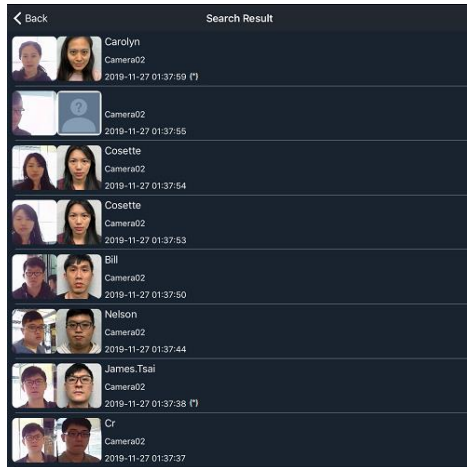 Back
Search Result
Carolyn
Camera02
2019-11-27 01:37:59 (*)
Camera02
2019-11-27 01:37:55
Cosette
Camera02
2019-11-27 01:37:54
Cosette
Camera02
2019-11-27 01:37:53
Bill
Camera02
2019-11-27 01:37:50
Nelson
Camera02
2019-11-27 01:37:44
James.Tsai
Camera02
2019-11-27 01:37:38 (*)
Cr
Camera02
2019-11-27 01:37:37